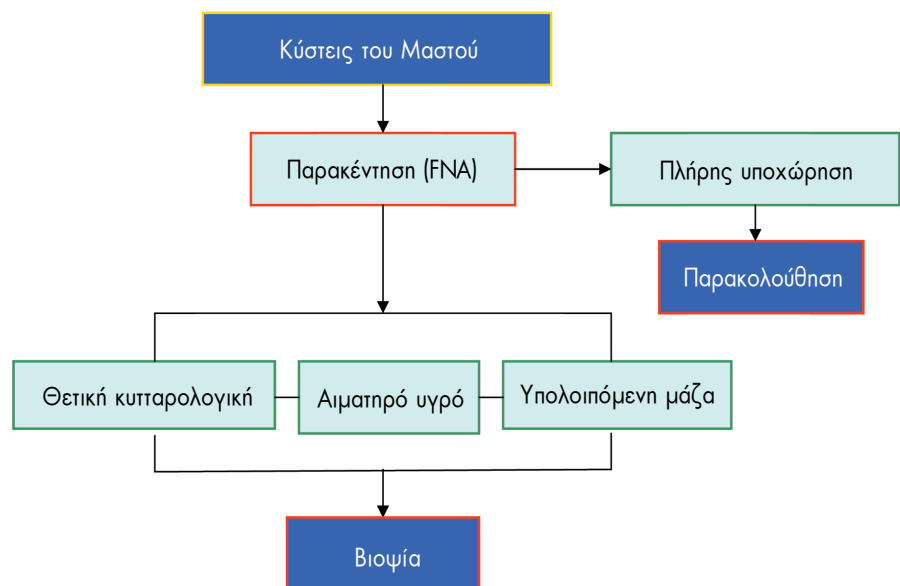 Κύστεις του Μαστού
Παρακέντηση (FNA)
Πλήρης υποχώρηση
Παρακολούθηση
Θετική κυτταρολογική
Αιματηρό υγρό
Υπολοιπόμενη μάζα
Βιοψία